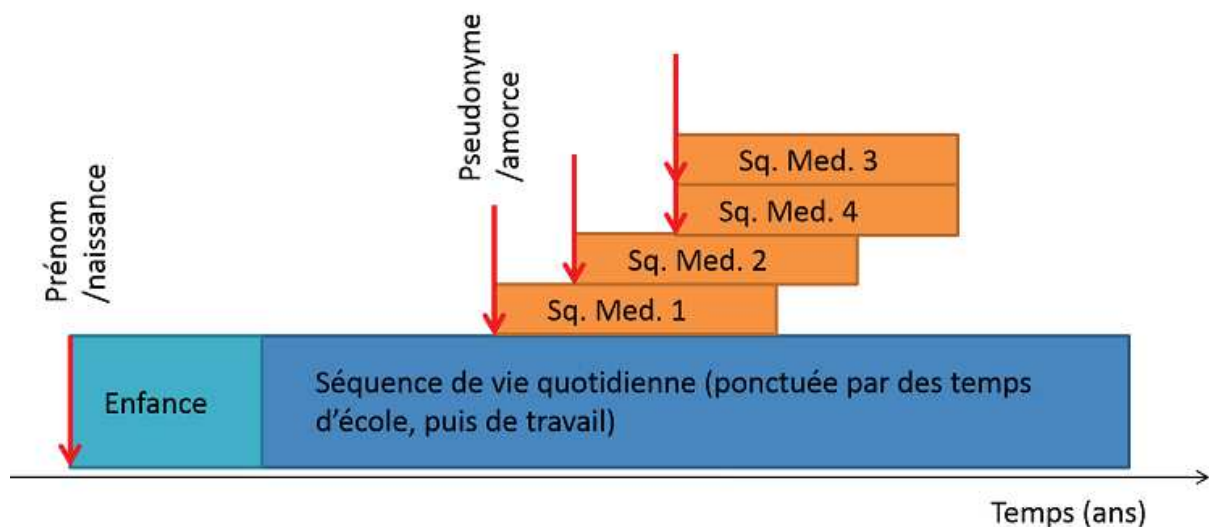 Prénom
/naissance
Pseudonyme
/amorce
Sq. Med. 3
Sq. Med. 4
Sq. Med. 2
Sq. Med. 1
Enfance
Séquence de vie quotidienne (ponctuée par des temps
d'école, puis de travail)
Temps (ans)